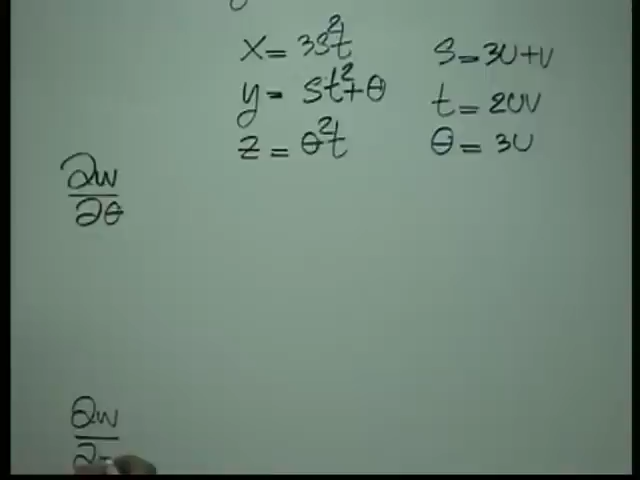 x = 3s²t    s = 3u+v
y = st²+θ    t = 2uv
z = θ²t    θ = 3u
∂w
∂θ
∂w